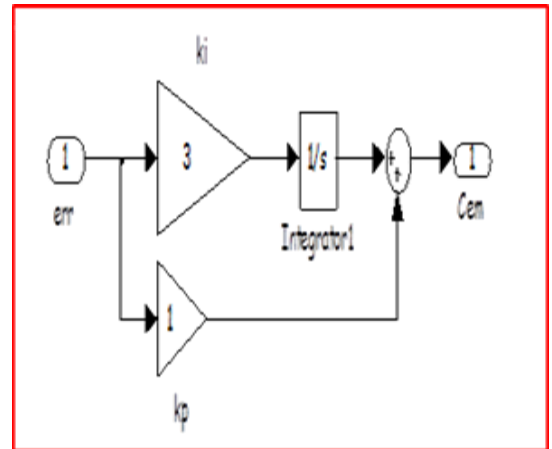 ki
1
3
1/s
+
+
1
err
Integrator1
Cem
1
kp